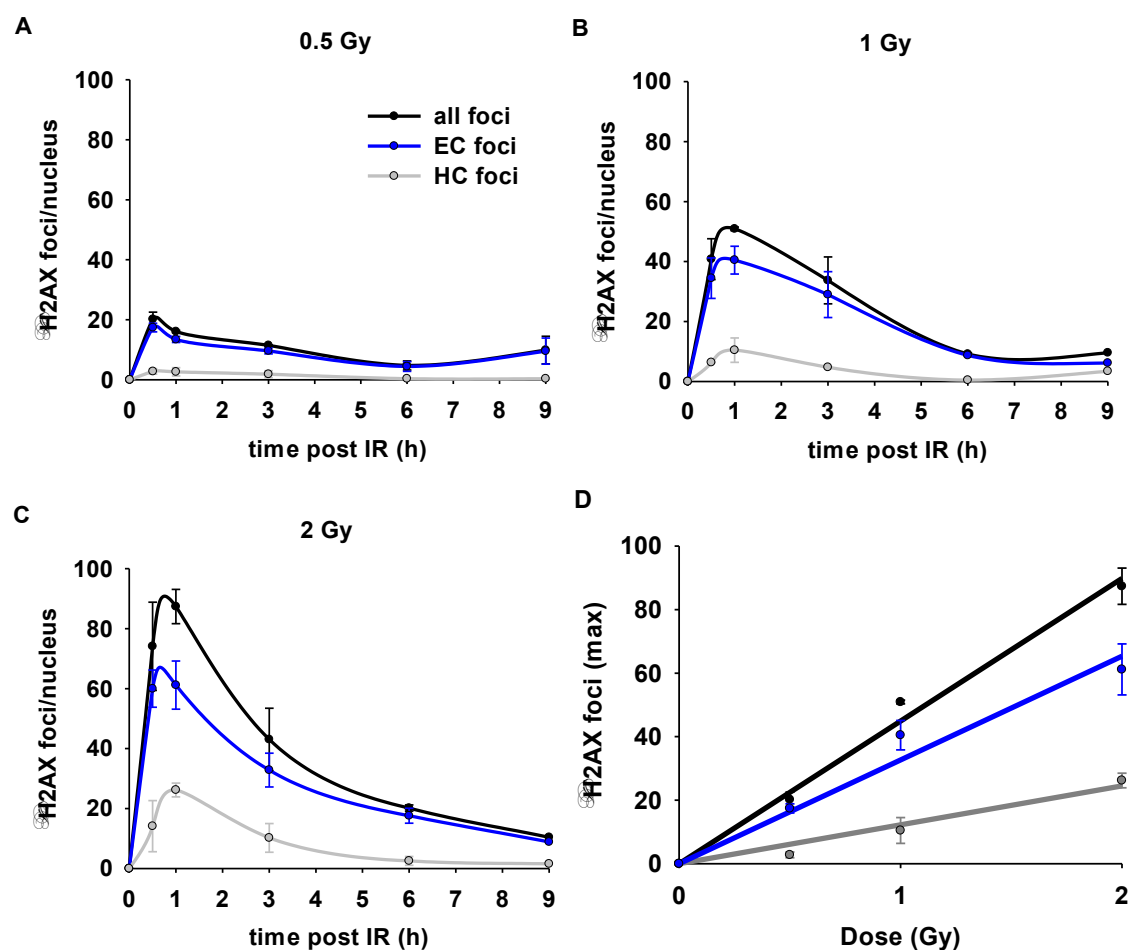 A
0.5 Gy
100
80
60
40
20
0
H2AX foci/nucleus
all foci
EC foci
HC foci
0 1 2 3 4 5 6 7 8 9
time post IR (h)
B
1 Gy
100
80
60
40
20
0
H2AX foci/nucleus
0 1 2 3 4 5 6 7 8 9
time post IR (h)
C
2 Gy
100
80
60
40
20
0
H2AX foci/nucleus
0 1 2 3 4 5 6 7 8 9
time post IR (h)
D
100
80
60
40
20
0
H2AX foci (max)
0 1 2
Dose (Gy)